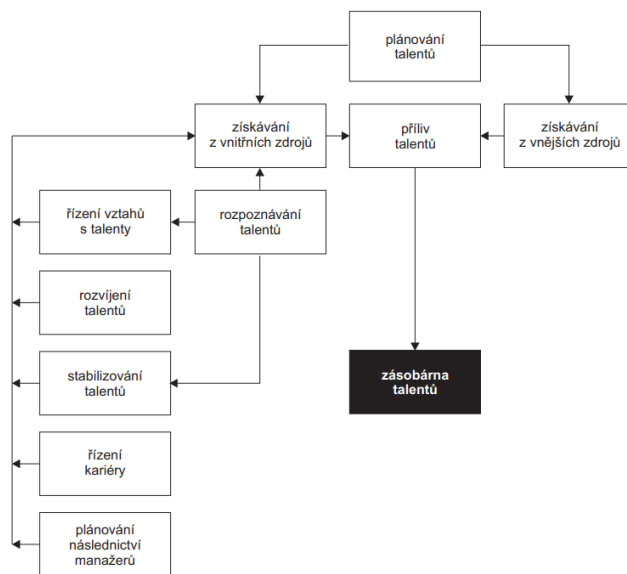 plánování
talentů
získávání
z vnitřních zdrojů
příliv
talentů
získávání
z vnějších zdrojů
řízení vztahů
s talenty
rozpoznávání
talentů
rozvíjení
talentů
stabilizování
talentů
zásobárna
talentů
řízení
kariéry
plánování
následnictví
manažerů